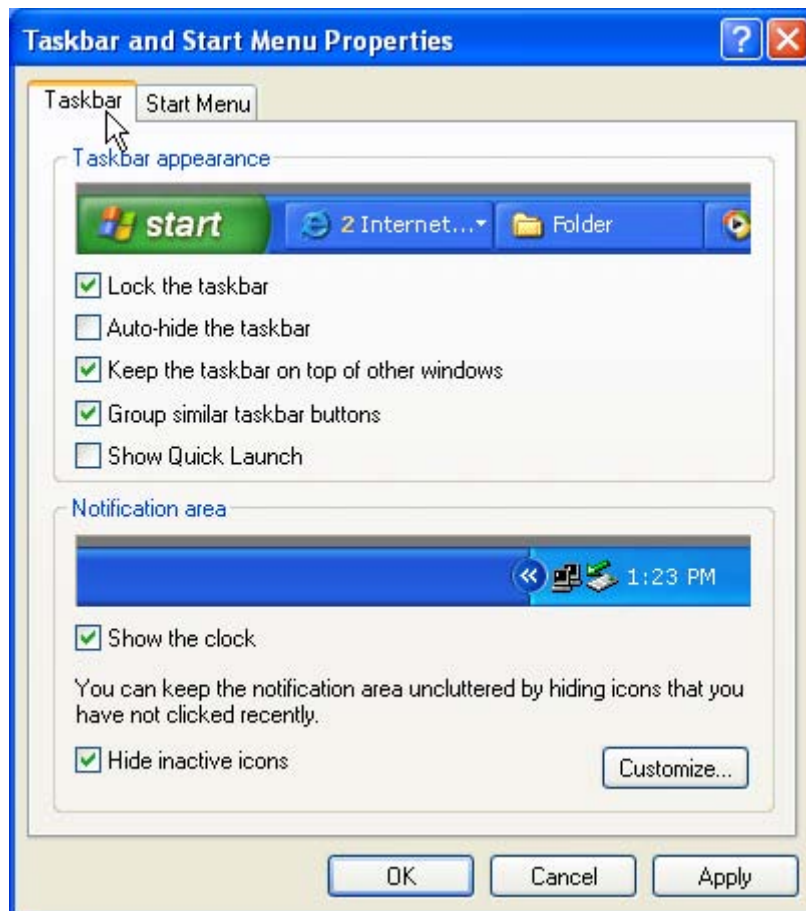 Taskbar and Start Menu Properties
Taskbar
Start Menu
Taskbar appearance
start
2 Internet...
Folder
Lock the taskbar
Auto-hide the taskbar
Keep the taskbar on top of other windows
Group similar taskbar buttons
Show Quick Launch
Notification area
1:23 PM
Show the clock
You can keep the notification area uncluttered by hiding icons that you
have not clicked recently.
Hide inactive icons
Customize...
OK
Cancel
Apply